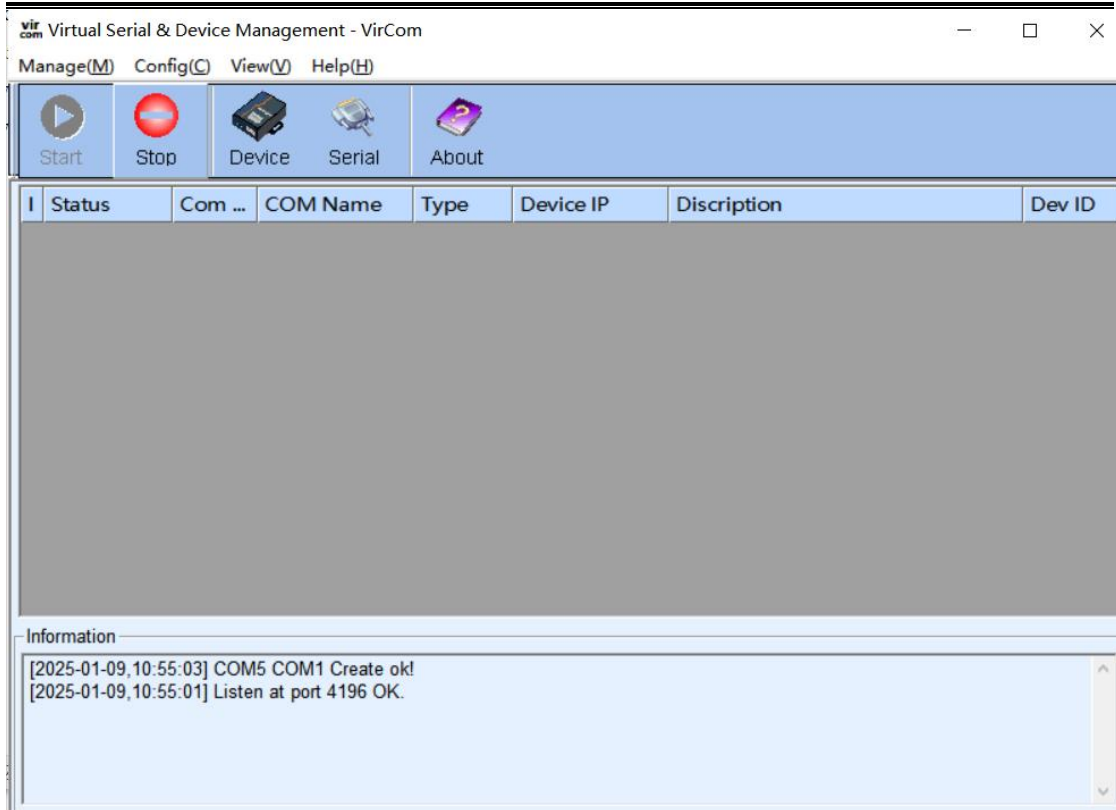 vir com Virtual Serial & Device Management - VirCom
Manage(M) Config(C) View(V) Help(H)
Start Stop Device Serial About
I Status Com ... COM Name Type Device IP Discription Dev ID
Information
[2025-01-09,10:55:03] COM5 COM1 Create ok!
[2025-01-09,10:55:01] Listen at port 4196 OK.